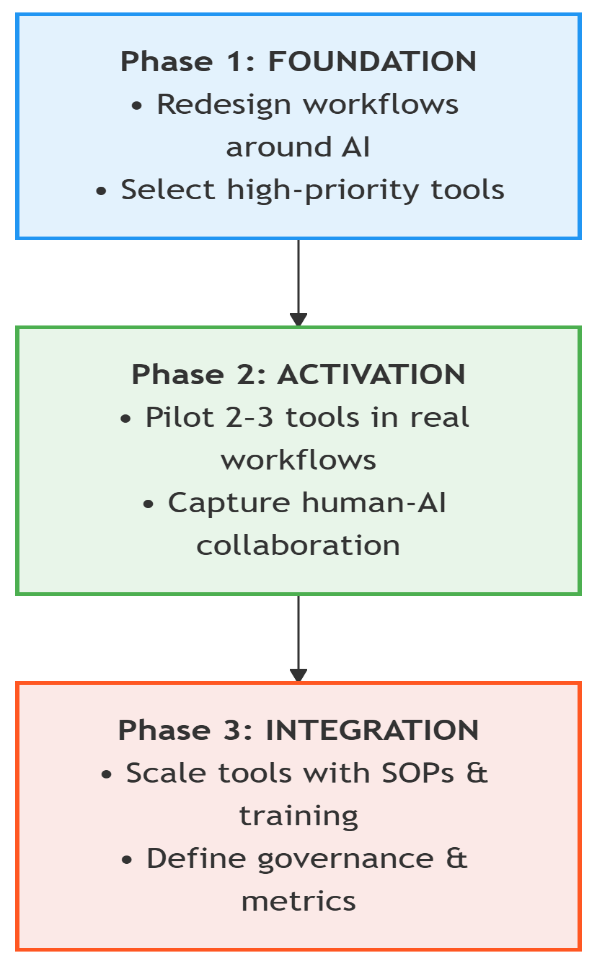 Phase 1: FOUNDATION
• Redesign workflows
around AI
• Select high-priority tools
Phase 2: ACTIVATION
• Pilot 2–3 tools in real
workflows
• Capture human-AI
collaboration
Phase 3: INTEGRATION
• Scale tools with SOPs &
training
• Define governance &
metrics